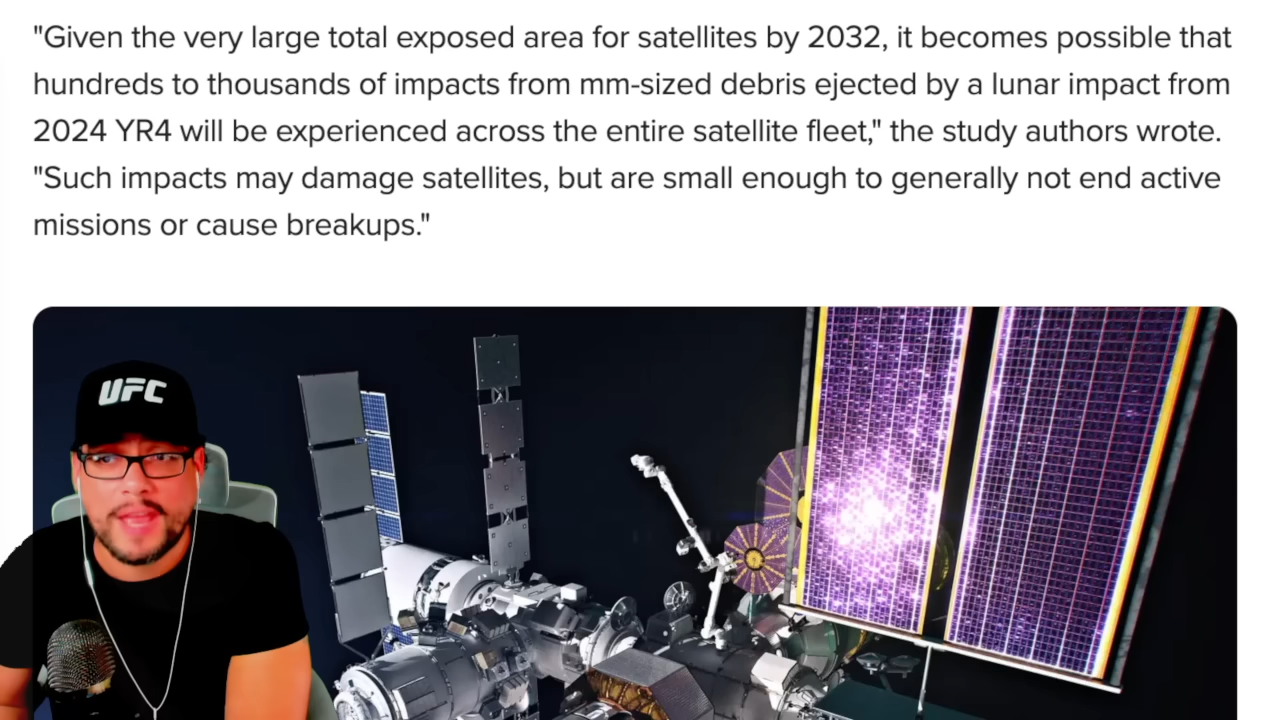 "Given the very large total exposed area for satellites by 2032, it becomes possible that
hundreds to thousands of impacts from mm-sized debris ejected by a lunar impact from
2024 YR4 will be experienced across the entire satellite fleet," the study authors wrote.
"Such impacts may damage satellites, but are small enough to generally not end active
missions or cause breakups."
UFC